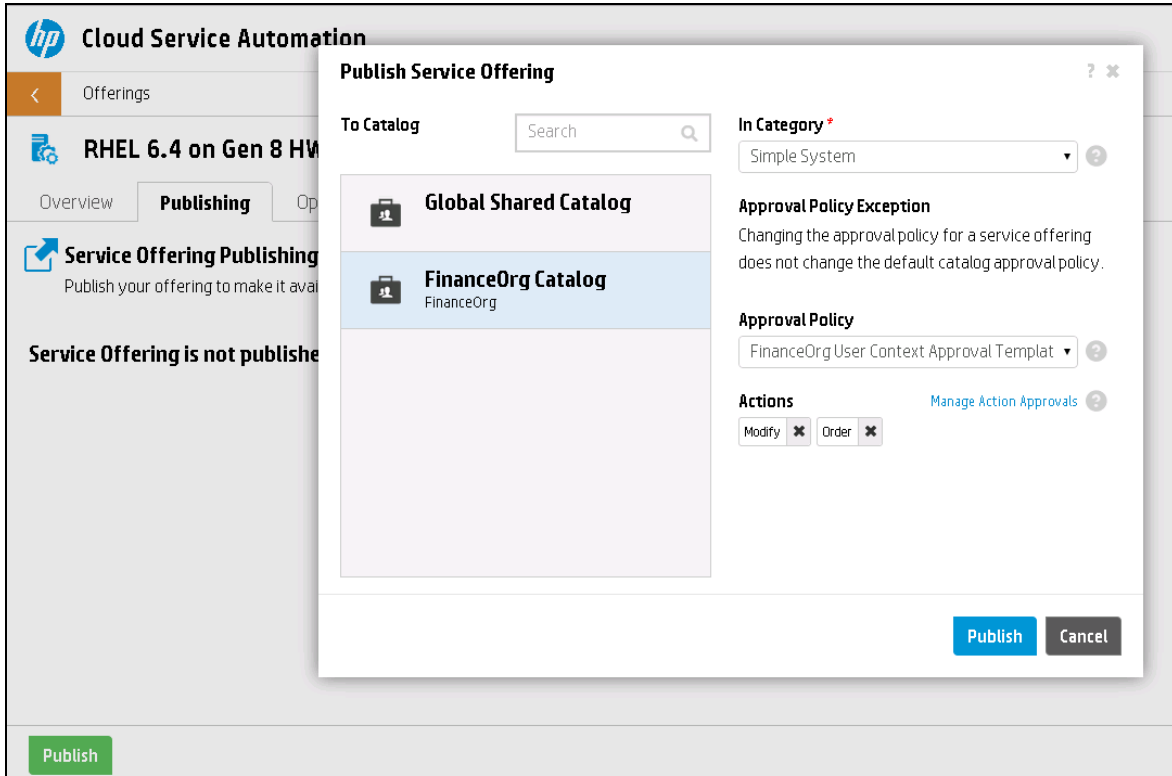 hp
Cloud Service Automation
Offerings
RHEL 6.4 on Gen 8 HW
Overview
Publishing
Op
Service Offering Publishing
Publish your offering to make it avai
Service Offering is not publishe
Publish Service Offering
?
To Catalog
Search
Global Shared Catalog
FinanceOrg Catalog
FinanceOrg
In Category *
Simple System
?
Approval Policy Exception
Changing the approval policy for a service offering
does not change the default catalog approval policy.
Approval Policy
FinanceOrg User Context Approval Templat
?
Actions
Manage Action Approvals
?
Modify
Order
Publish
Cancel
Publish